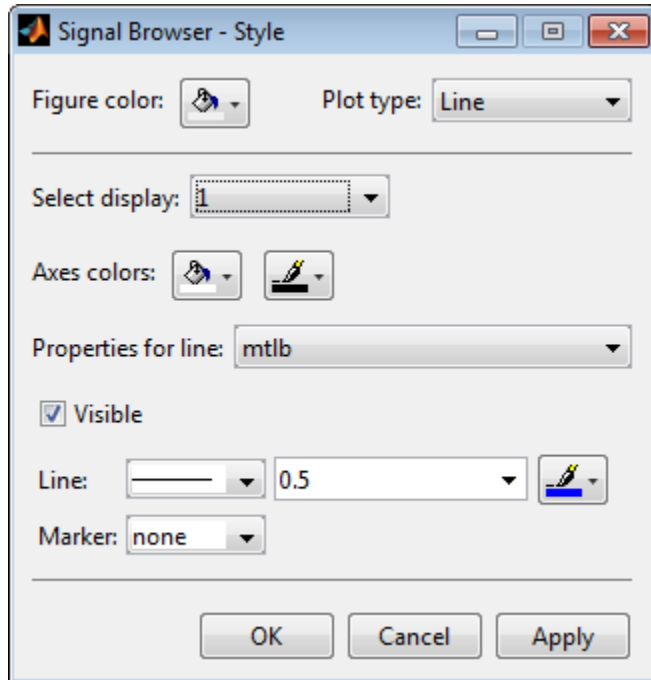 Signal Browser - Style
Figure color: Plot type: Line
Select display: 1
Axes colors:
Properties for line: mtlb
Visible
Line: 0.5
Marker: none
OK Cancel Apply